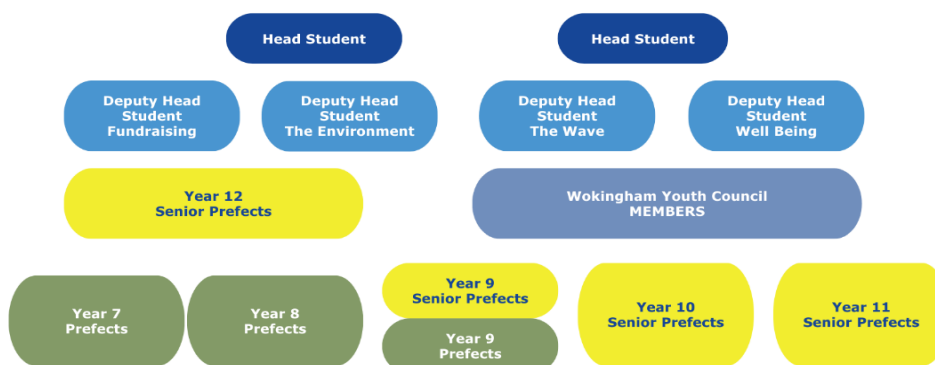 Head Student
Head Student
Deputy Head
Student
Fundraising
Deputy Head
Student
The Environment
Deputy Head
Student
The Wave
Deputy Head
Student
Well Being
Year 12
Senior Prefects
Wokingham Youth Council
MEMBERS
Year 7
Prefects
Year 8
Prefects
Year 9
Senior Prefects
Year 9
Prefects
Year 10
Senior Prefects
Year 11
Senior Prefects